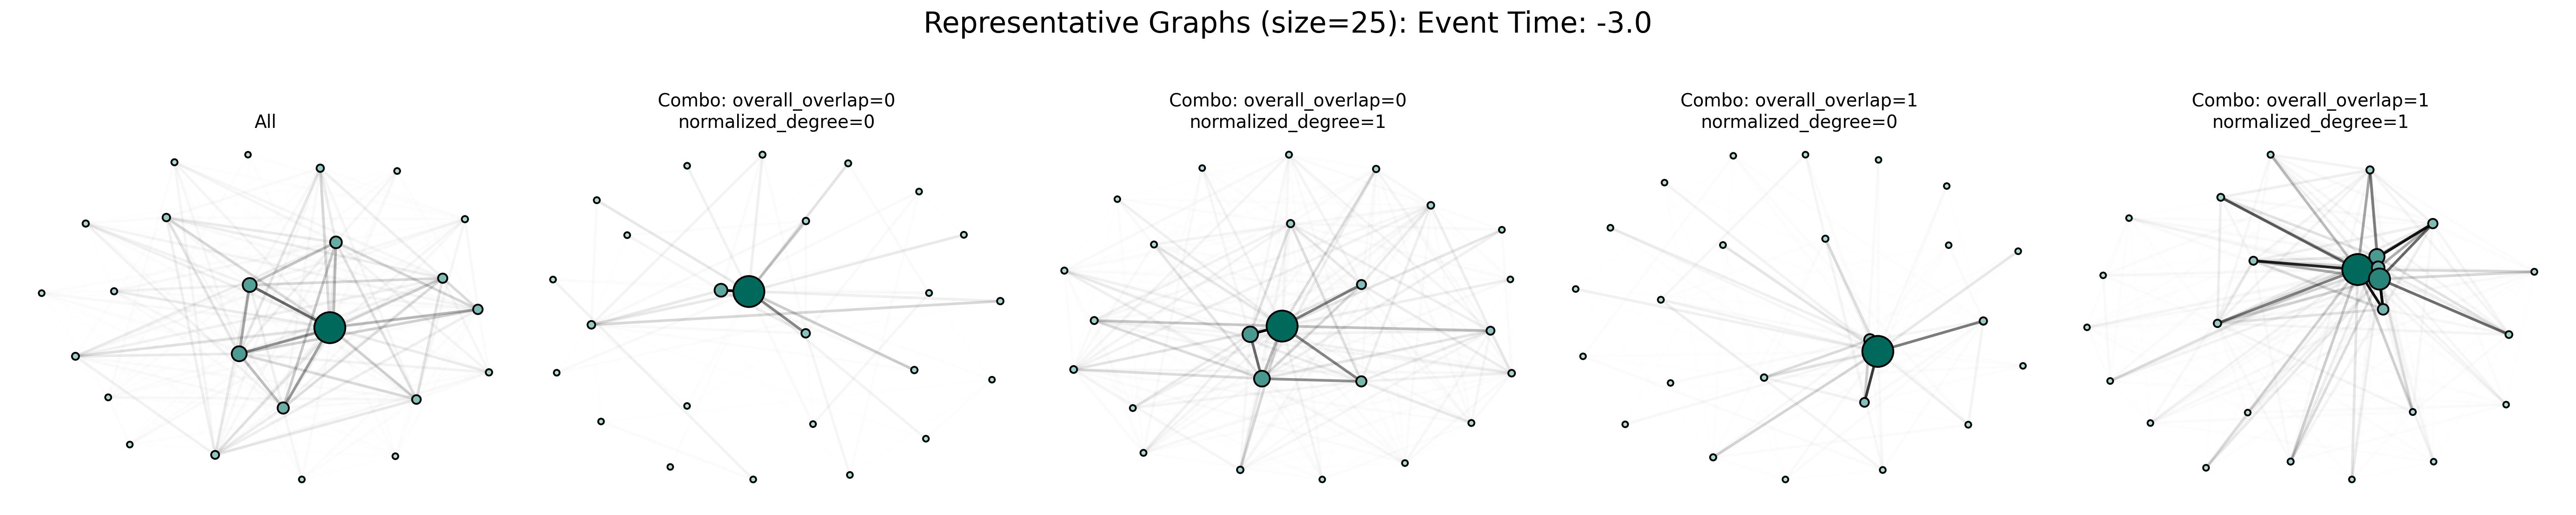 Representative Graphs (size=25): Event Time: -3.0
All
Combo: overall_overlap=0
normalized_degree=0
Combo: overall_overlap=0
normalized_degree=1
Combo: overall_overlap=1
normalized_degree=0
Combo: overall_overlap=1
normalized_degree=1